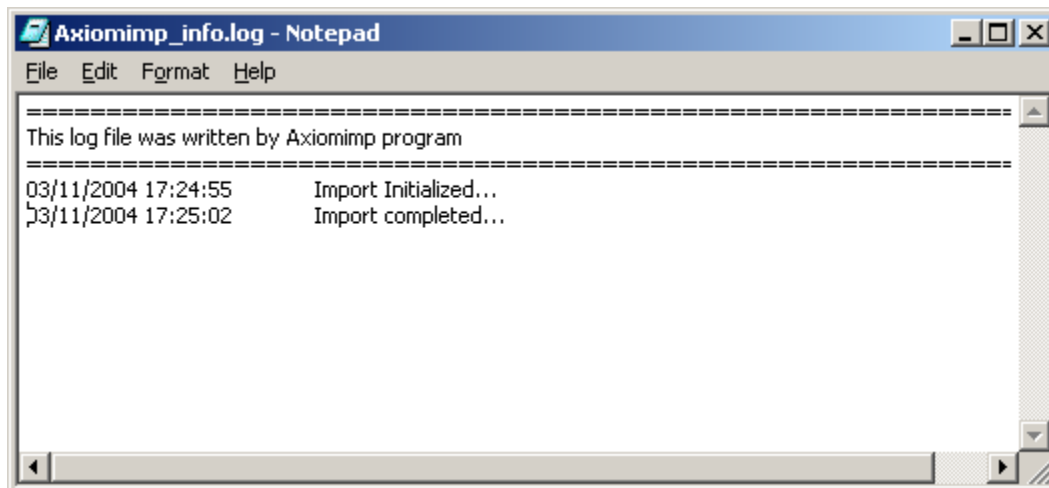 Axiomimp_info.log - Notepad
File Edit Format Help
==================================================================
This log file was written by Axiomimp program
==================================================================
03/11/2004 17:24:55 Import Initialized...
03/11/2004 17:25:02 Import completed...